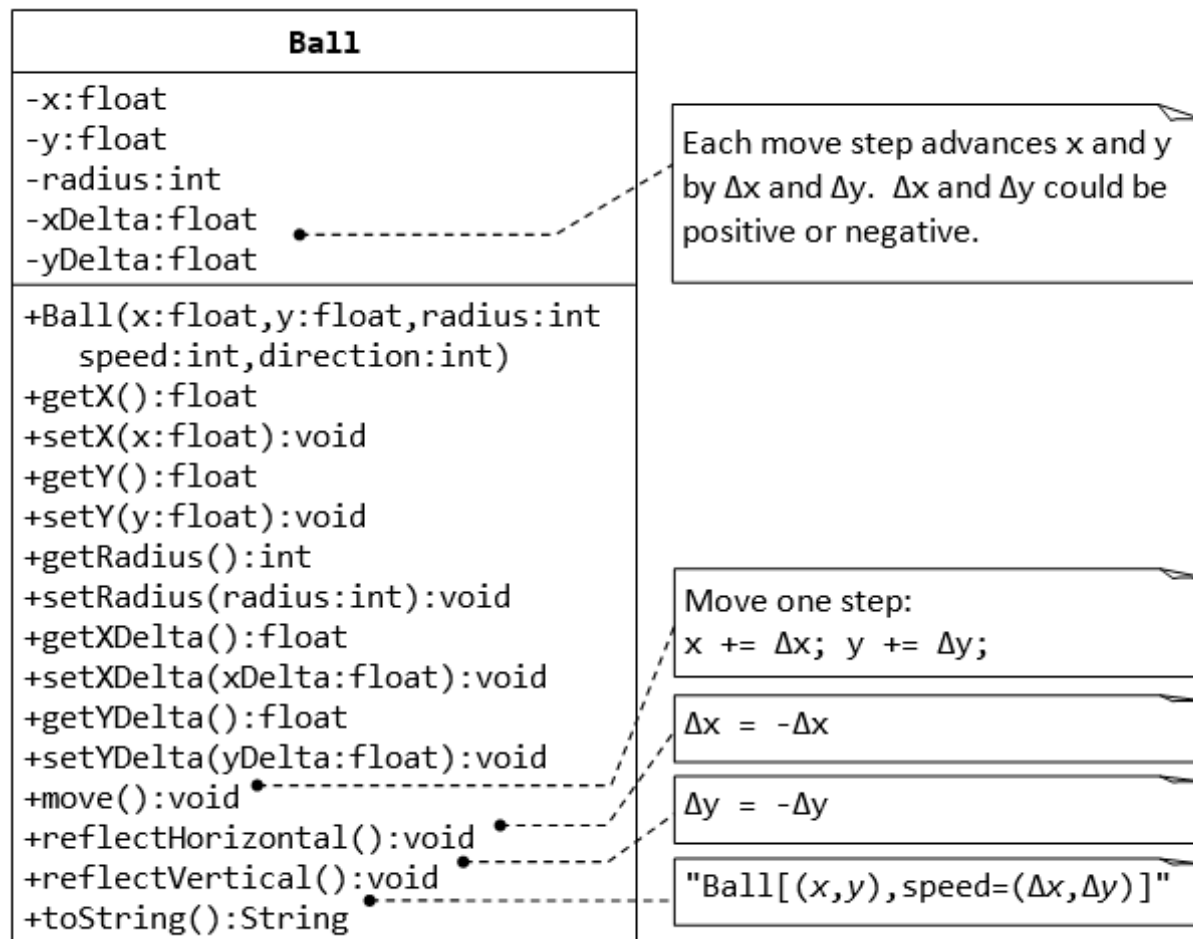 Ball
-x:float
-y:float
-radius:int
-xDelta:float
-yDelta:float
Each move step advances x and y
by Δx and Δy.  Δx and Δy could be
positive or negative.
+Ball(x:float,y:float,radius:int
speed:int,direction:int)
+getX():float
+setX(x:float):void
+getY():float
+setY(y:float):void
+getRadius():int
+setRadius(radius:int):void
+getXDelta():float
+setXDelta(xDelta:float):void
+getYDelta():float
+setYDelta(yDelta:float):void
+move():void
+reflectHorizontal():void
+reflectVertical():void
+toString():String
Move one step:
x += Δx; y += Δy;
Δx = -Δx
Δy = -Δy
"Ball[(x,y),speed=(Δx,Δy)]"